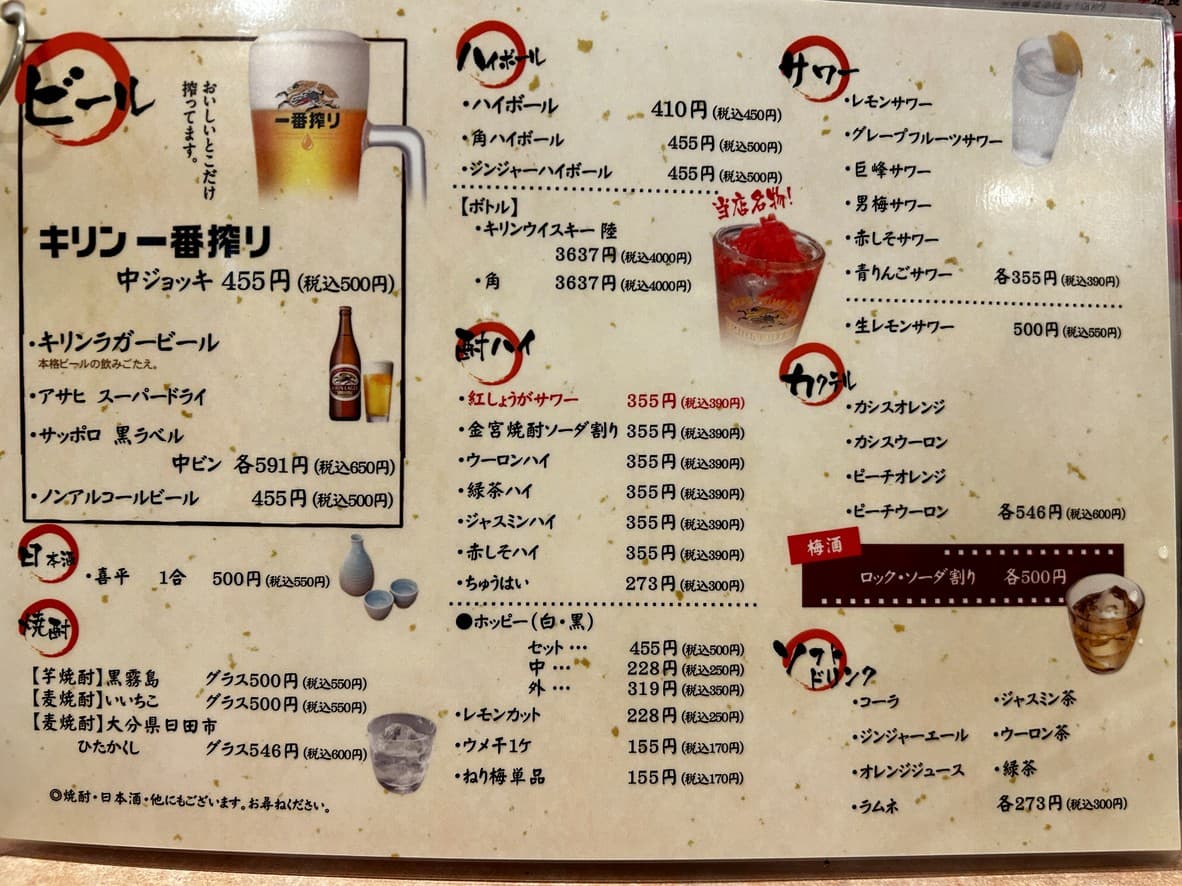 ビール
おいしいとこだけ
搾ってます。
一番搾り
キリン一番搾り
中ジョッキ 455円(税込500円)
・キリンラガービール
本格ビールの飲みごたえ。
・アサヒ スーパードライ
・サッポロ 黒ラベル
中ビン 各591円(税込650円)
・ノンアルコールビール 455円(税込500円)
日本酒
・喜平 1合 500円(税込550円)
焼酎
【芋焼酎】黒霧島 グラス500円(税込550円)
【麦焼酎】いいちこ グラス500円(税込550円)
【麦焼酎】大分県日田市
ひたかくし グラス546円(税込600円)
◎焼酎・日本酒・他にもございます。お尋ねください。
ハイボール
・ハイボール 410円(税込450円)
・角ハイボール 455円(税込500円)
・ジンジャーハイボール 455円(税込500円)
【ボトル】
・キリンウイスキー 陸
3637円(税込4000円)
・角 3637円(税込4000円)
当店名物!
酎ハイ
・紅しょうがサワー 355円(税込390円)
・金宮焼酎ソーダ割り 355円(税込390円)
・ウーロンハイ 355円(税込390円)
・緑茶ハイ 355円(税込390円)
・ジャスミンハイ 355円(税込390円)
・赤しそハイ 355円(税込390円)
・ちゅうはい 273円(税込300円)
●ホッピー(白・黒)
セット… 455円(税込500円)
中… 228円(税込250円)
外… 319円(税込350円)
・レモンカット 228円(税込250円)
・ウメ干1ケ 155円(税込170円)
・ねり梅単品 155円(税込170円)
サワー
・レモンサワー
・グレープフルーツサワー
・巨峰サワー
・男梅サワー
・赤しそサワー
・青りんごサワー 各355円(税込390円)
・生レモンサワー 500円(税込550円)
カクテル
・カシスオレンジ
・カシスウーロン
・ピーチオレンジ
・ピーチウーロン 各546円(税込600円)
梅酒
ロック・ソーダ割り 各500円
ソフト
ドリンク
・コーラ ・ジャスミン茶
・ジンジャーエール ・ウーロン茶
・オレンジジュース ・緑茶
・ラムネ 各273円(税込300円)